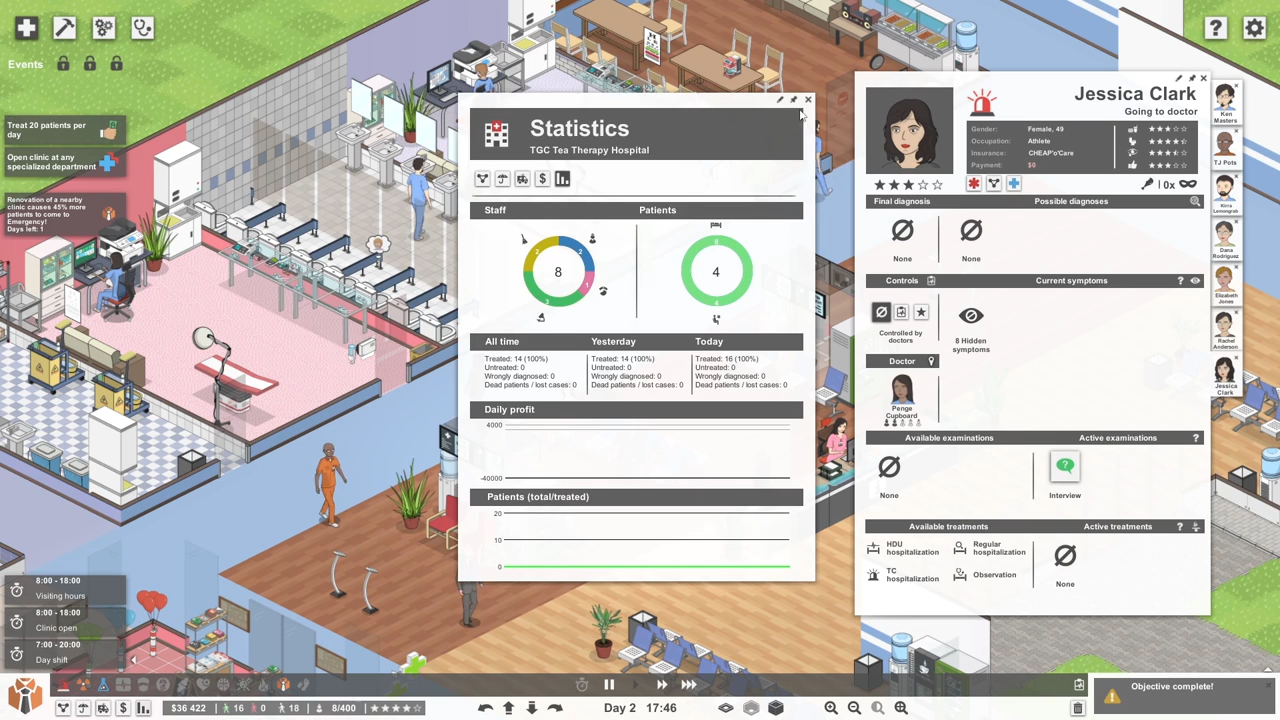 Events
Treat 20 patients per
day
Open clinic at any
specialized department
Renovation of a nearby
clinic causes 45% more
patients to come to
Emergency!
Days left: 1
Statistics
TGC Tea Therapy Hospital
Staff
Patients
2
2
1
3
8
0
4
4
All time
Yesterday
Today
Treated: 14 (100%)
Untreated: 0
Wrongly diagnosed: 0
Dead patients / lost cases: 0
Treated: 14 (100%)
Untreated: 0
Wrongly diagnosed: 0
Dead patients / lost cases: 0
Treated: 16 (100%)
Untreated: 0
Wrongly diagnosed: 0
Dead patients / lost cases: 0
Daily profit
4000
-40000
Patients (total/treated)
20
10
0
Jessica Clark
Going to doctor
Gender: Female, 49
Occupation: Athlete
Insurance: CHEAP'o'Care
Payment: $0
0x
Final diagnosis
Possible diagnoses
None
None
Controls
Current symptoms
?
Controlled by
doctors
8 Hidden
symptoms
Doctor
Penge
Cupboard
Available examinations
Active examinations
?
None
?
Interview
Available treatments
Active treatments
?
HDU
hospitalization
Regular
hospitalization
TC
hospitalization
Observation
None
?
Ken
Masters
TJ Pots
Kirra
Lemongrab
Dana
Rodriguez
Elizabeth
Jones
Rachel
Anderson
Jessica
Clark
8:00 - 18:00
Visiting hours
8:00 - 18:00
Clinic open
7:00 - 20:00
Day shift
$
$36 422
16
0
18
8/400
Day 2 17:46
Objective complete!